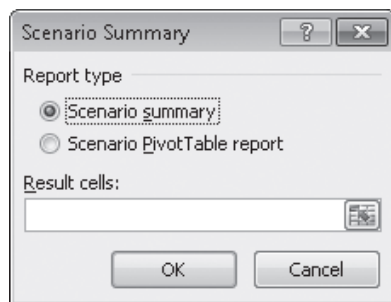 Scenario Summary
?
Report type
Scenario summary
Scenario PivotTable report
Result cells:
OK
Cancel